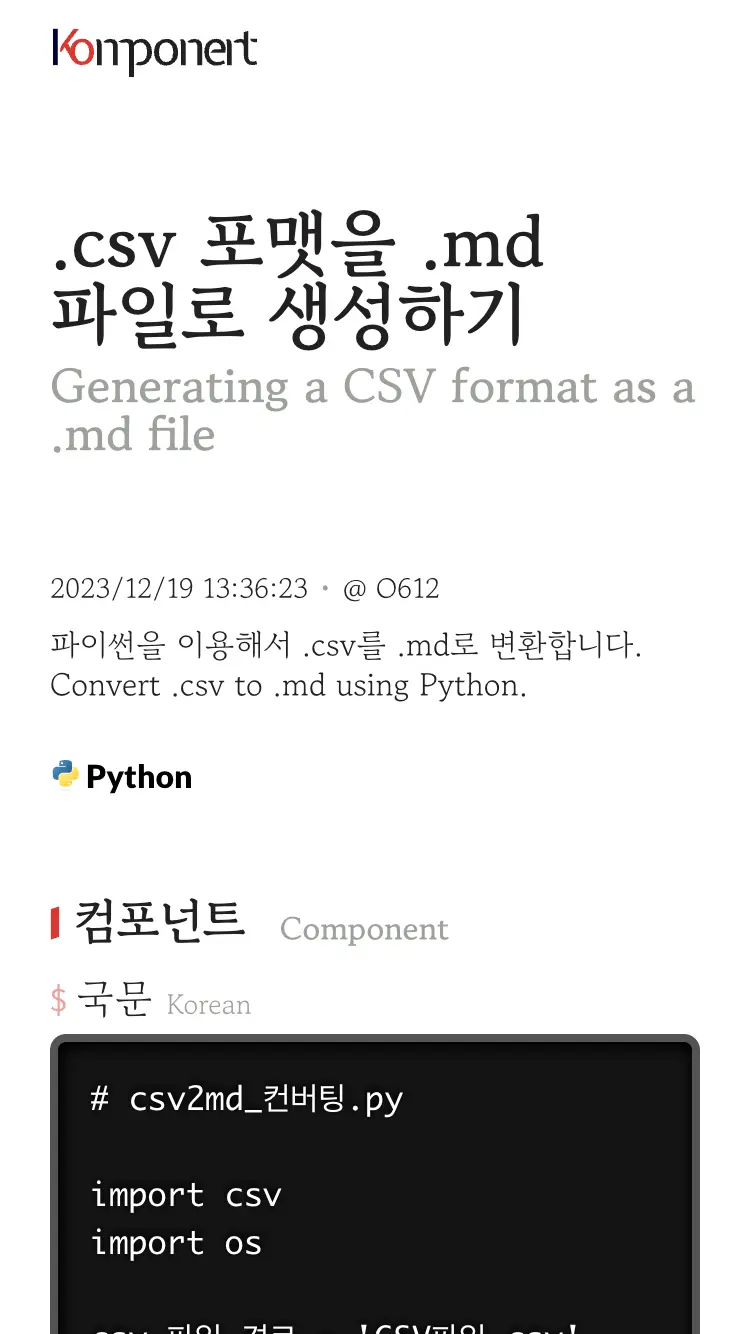 Komponent
.csv 포맷을 .md
파일로 생성하기
Generating a CSV format as a
.md file
2023/12/19 13:36:23 • @ O612
파이썬을 이용해서 .csv를 .md로 변환합니다.
Convert .csv to .md using Python.
Python
컴포넌트 Component
$ 국문 Korean
# csv2md_컨버팅.py
import csv
import os